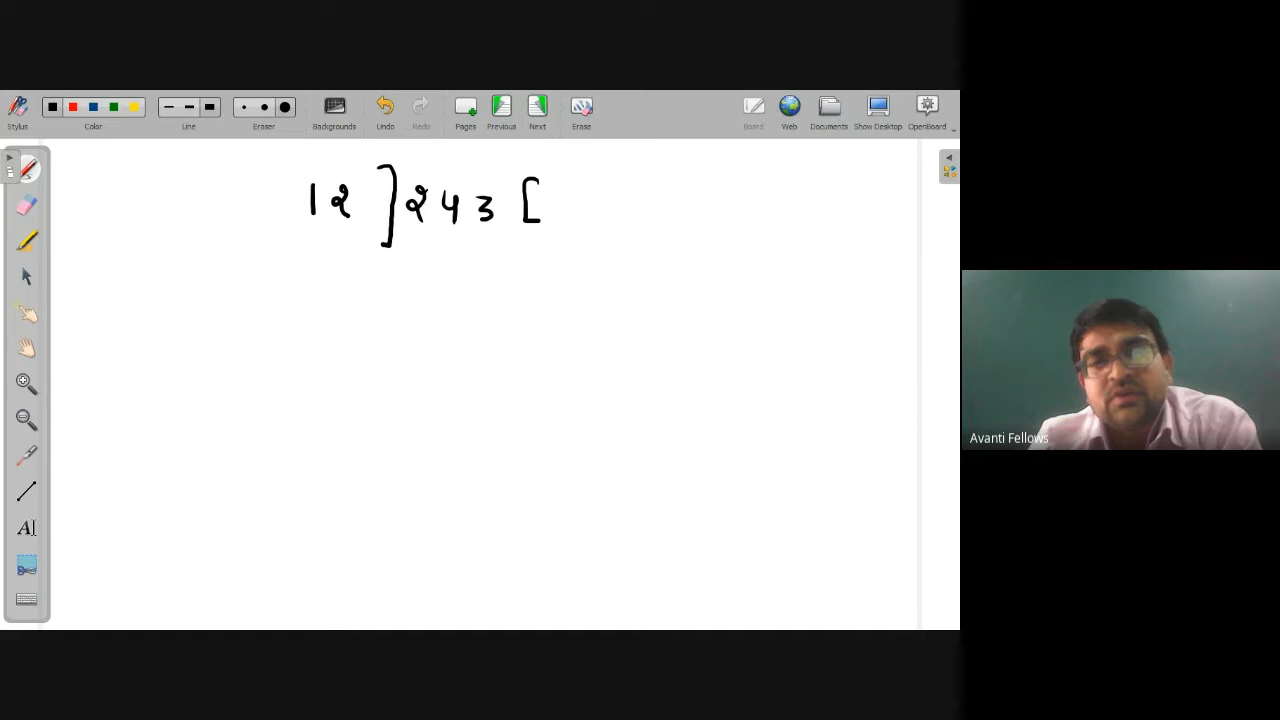 Stylus
Color
Line
Eraser
Backgrounds
Undo
Redo
Pages
Previous
Next
Erase
Board
Web
Documents
Show Desktop
OpenBoard
12 ] 243 [
Avanti Fellows